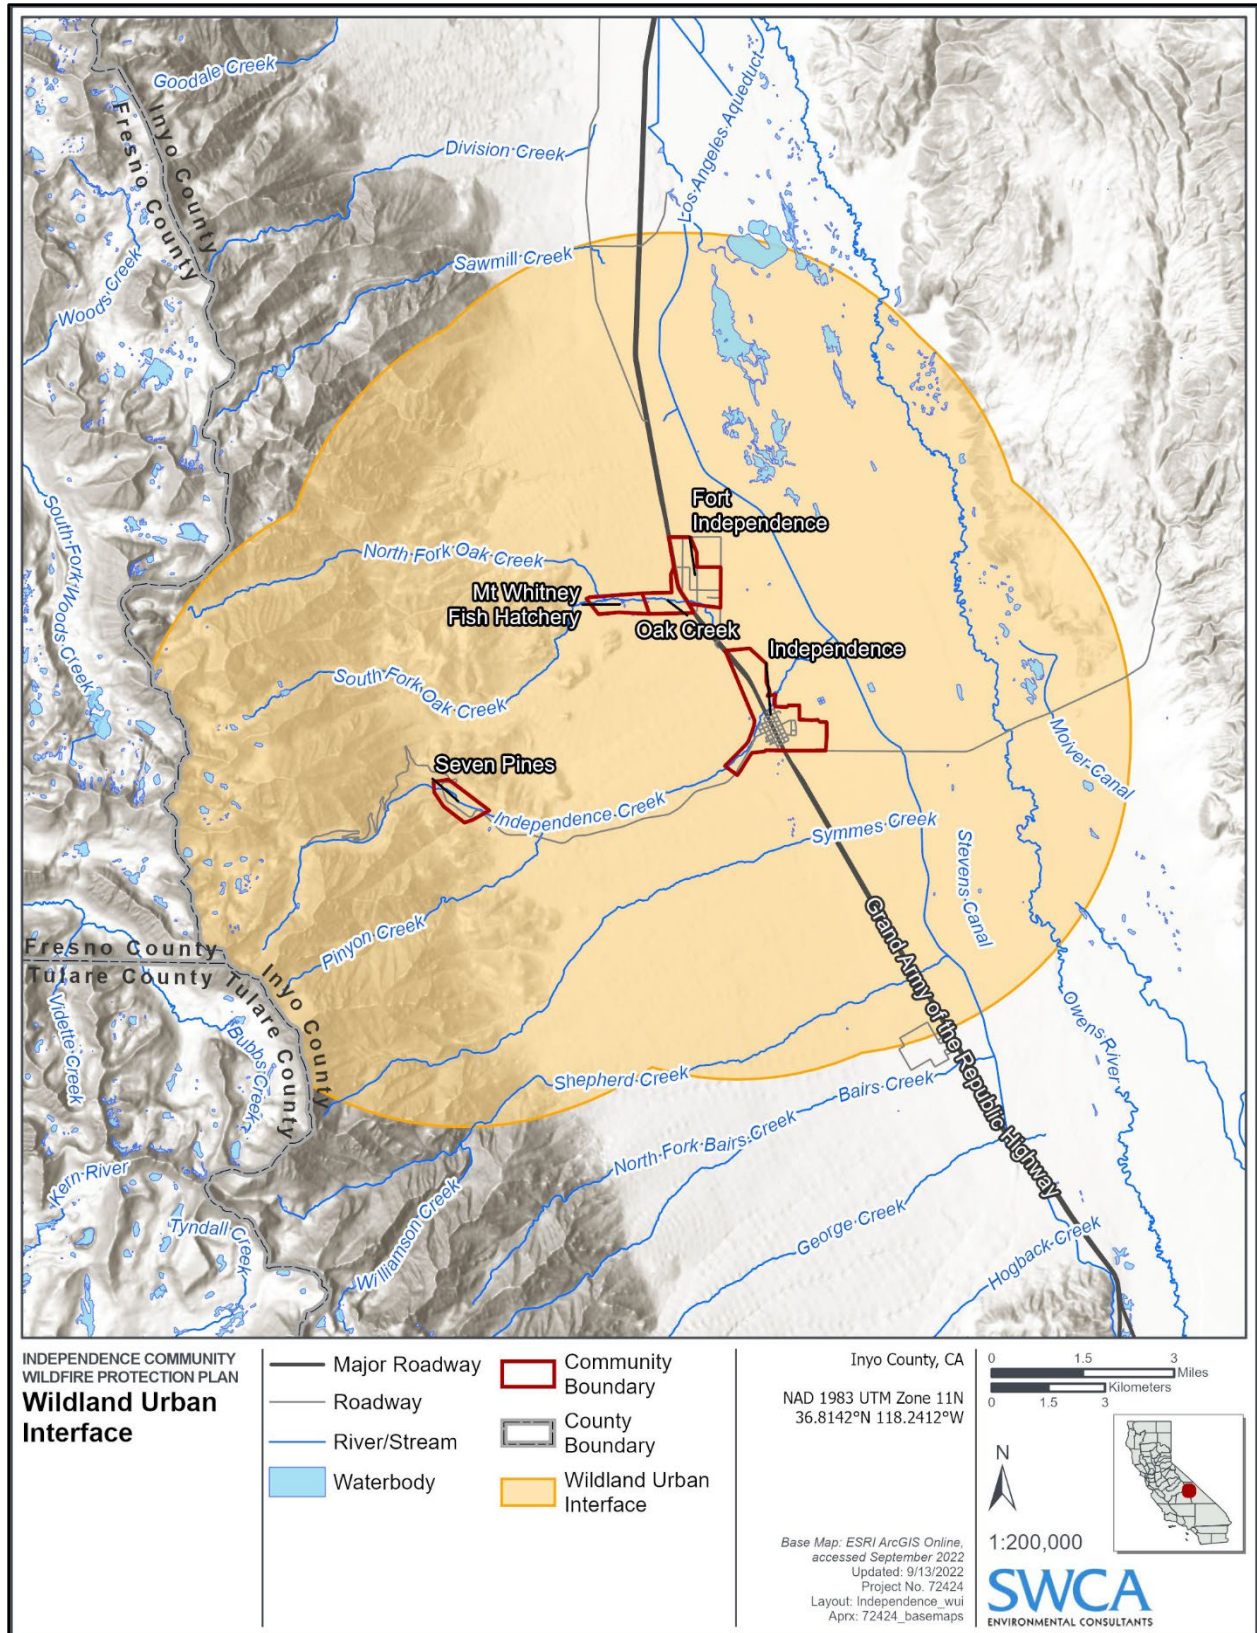 Goodale Creek
Inyo County
Fresno County
Division Creek
Los Angeles Aqueduct
Woods Creek
Sawmill Creek
South Fork Woods Creek
Fort
Independence
North Fork Oak Creek
Mt Whitney
Fish Hatchery
Oak Creek
Independence
South Fork Oak Creek
Seven Pines
Independence Creek
Moiver Canal
Symmes Creek
Stevens Canal
Pinyon Creek
Fresno County
Tulare County
Inyo County
Tulare County
Grand Army of the Republic Highway
Vidette Creek
Bubbs Creek
Owens River
Shepherd Creek
Bairs Creek
North Fork Bairs Creek
Kern River
Tyndall Creek
Williamson Creek
George Creek
Hogback Creek
INDEPENDENCE COMMUNITY
WILDFIRE PROTECTION PLAN
Wildland Urban
Interface
Major Roadway
Roadway
River/Stream
Waterbody
Community
Boundary
County
Boundary
Wildland Urban
Interface
Inyo County, CA
NAD 1983 UTM Zone 11N
36.8142°N 118.2412°W
Base Map: ESRI ArcGIS Online,
accessed September 2022
Updated: 9/13/2022
Project No. 72424
Layout: Independence_wui
Aprx: 72424_basemaps
0 1.5 3
Miles
Kilometers
0 1.5 3
N
1:200,000
SWCA
ENVIRONMENTAL CONSULTANTS